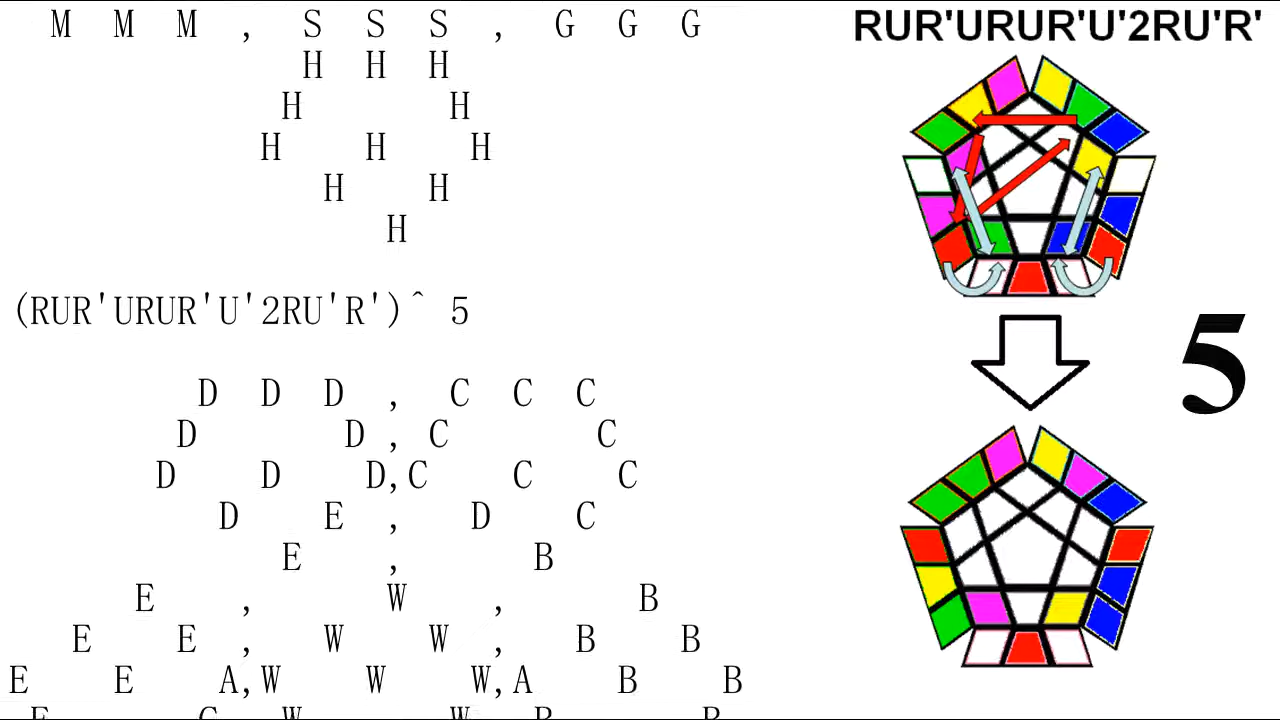 M M M , S S S , G G G
H H H
H H
H H H
H H
H
(RUR'URUR'U'2RU'R')^ 5
D D D , C C C
D D , C C
D D D,C C C
D E , D C
E , B
E , W , B
E E , W W , B B
E E A,W W W,A B B
RUR'URUR'U'2RU'R'
5